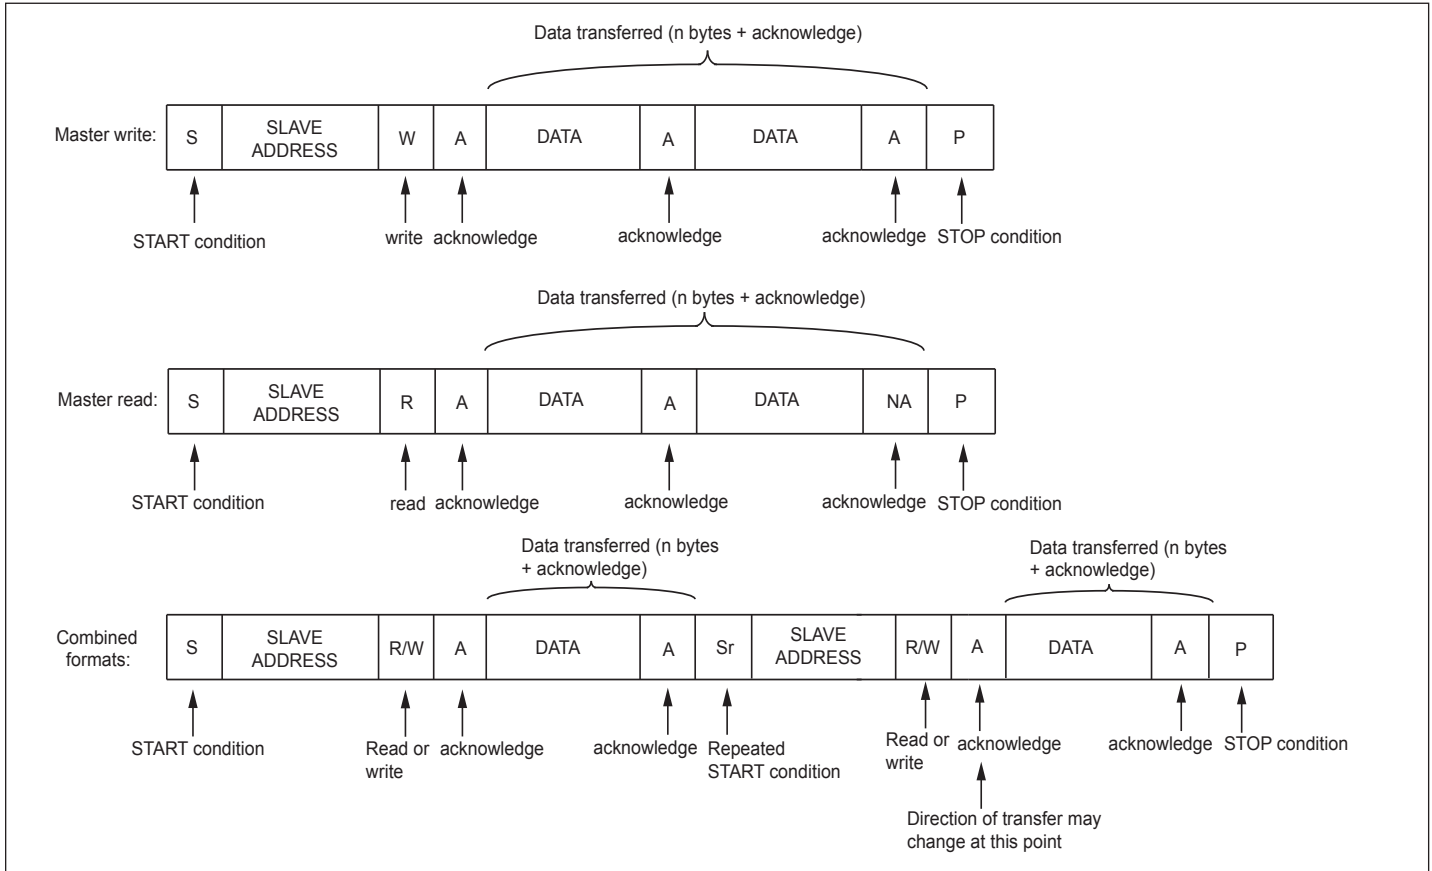 Data transferred (n bytes + acknowledge)
Master write:
S
SLAVE
ADDRESS
W
A
DATA
A
DATA
A
P
START condition
write
acknowledge
acknowledge
acknowledge
STOP condition
Data transferred (n bytes + acknowledge)
Master read:
S
SLAVE
ADDRESS
R
A
DATA
A
DATA
NA
P
START condition
read
acknowledge
acknowledge
acknowledge
STOP condition
Data transferred (n bytes
+ acknowledge)
Data transferred (n bytes
+ acknowledge)
Combined
formats:
S
SLAVE
ADDRESS
R/W
A
DATA
A
Sr
SLAVE
ADDRESS
R/W
A
DATA
A
P
START condition
Read or
write
acknowledge
acknowledge
Repeated
START condition
Read or
write
acknowledge
acknowledge
STOP condition
Direction of transfer may
change at this point